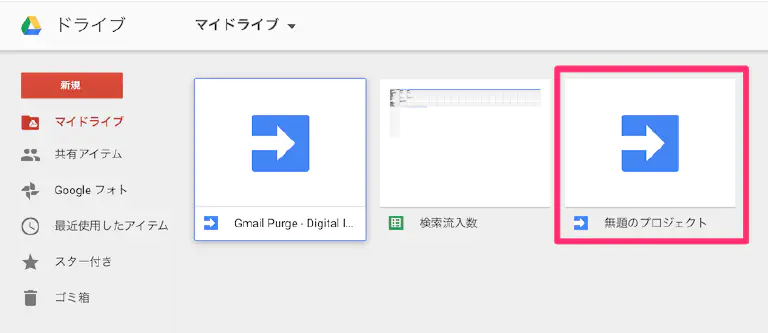 ドライブ
マイドライブ
新規
マイドライブ
共有アイテム
Google フォト
最近使用したアイテム
スター付き
ゴミ箱
Gmail Purge - Digital I...
検索流入数
無題のプロジェクト